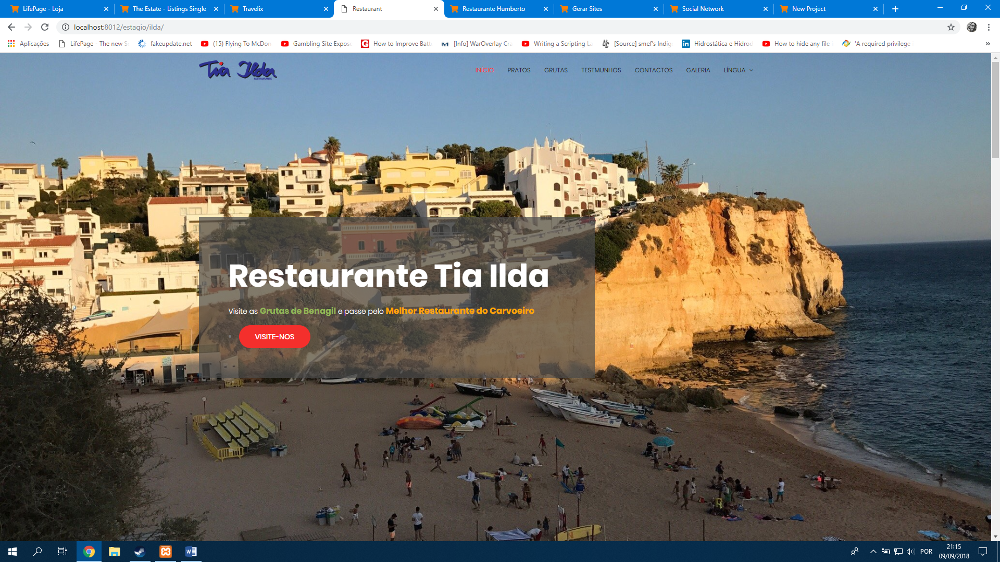 LifePage - Loja
The Estate - Listings Single
Travelix
Restaurant
Restaurante Humberto
Gerar Sites
Social Network
New Project
localhost:8012/estagio/ilda/
Aplicações
LifePage - The new S
fakeupdate.net
(15) Flying To McDon
Gambling Site Expose
How to Improve Batt
[Info] WarOverlay Cra
Writing a Scripting La
[Source] smef's Indig
Hidrostática e Hidrod
How to hide any file
'A required privilege
»
Tia Ilda
RESTAURANTE
INÍCIO
PRATOS
GRUTAS
TESTMUNHOS
CONTACTOS
GALERIA
LÍNGUA
Restaurante Tia Ilda
Visite as Grutas de Benagil e passe pelo Melhor Restaurante do Carvoeiro
VISITE-NOS
POR
21:15
09/09/2018